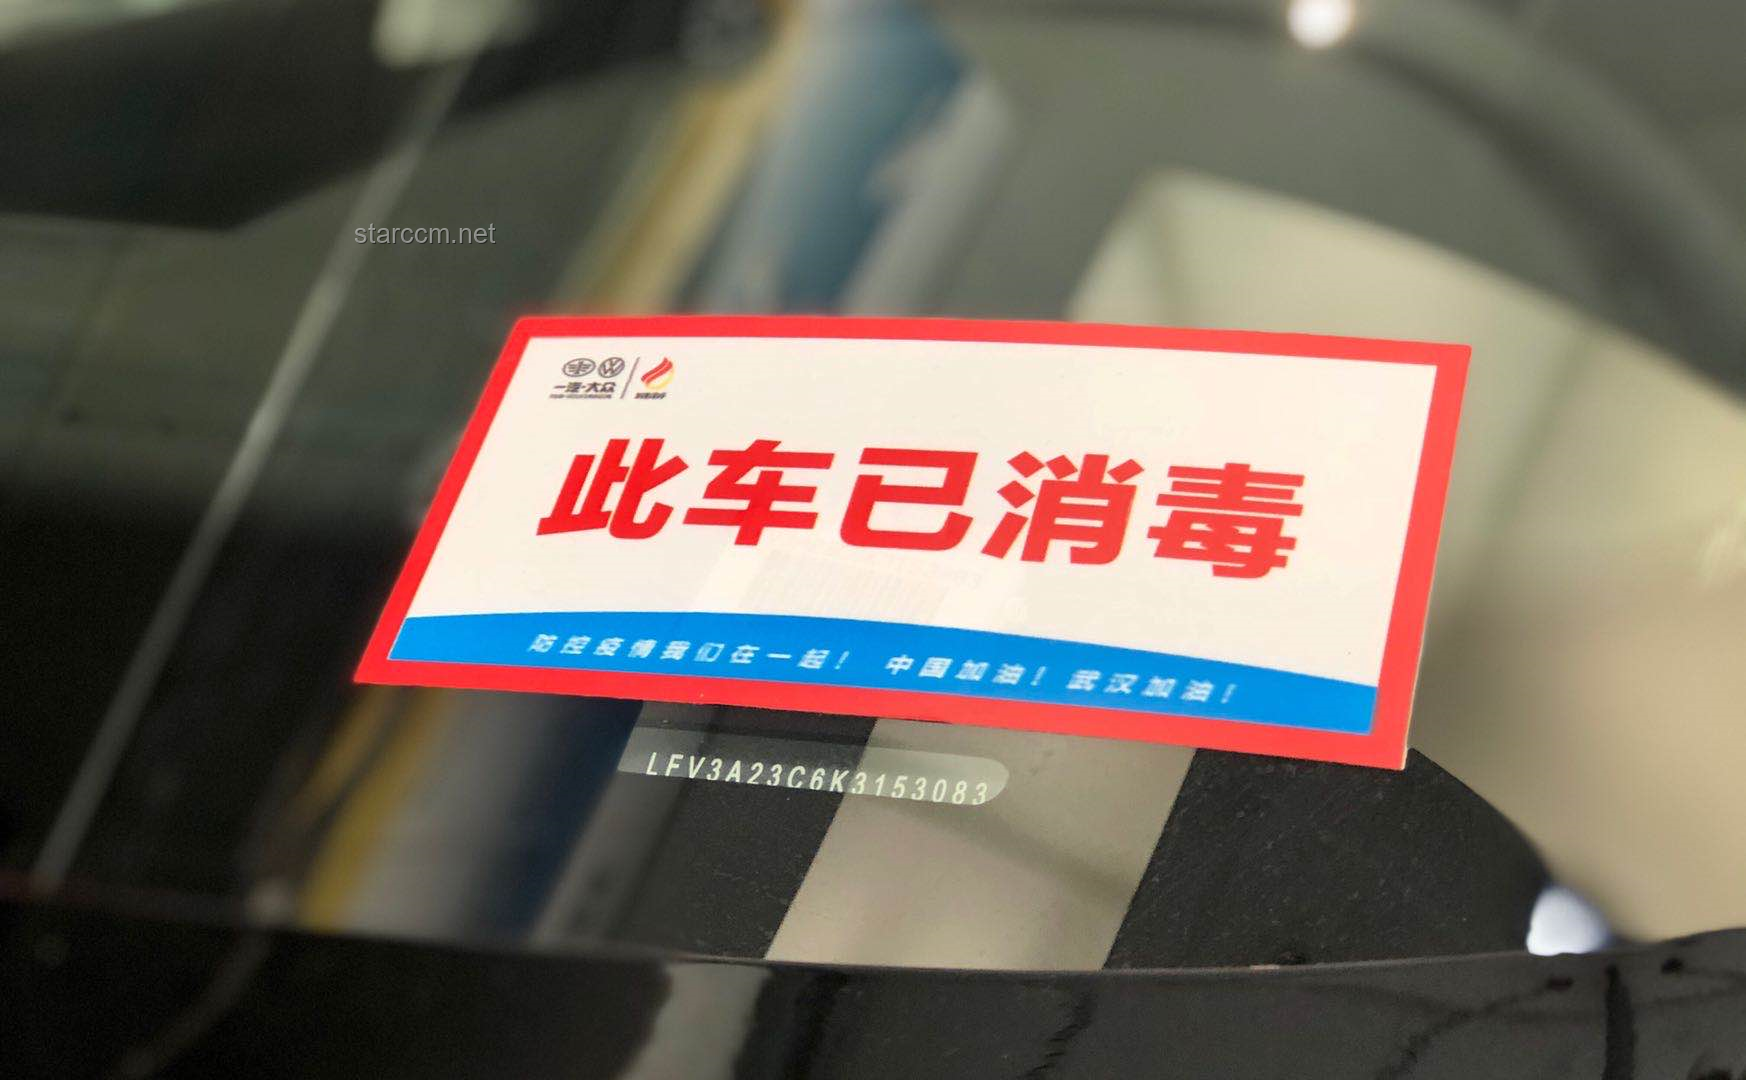 starccm.net
一汽-大众
此车已消毒
防控疫情我们在一起！ 中国加油！武汉加油！
LFV3A23C6K3153083